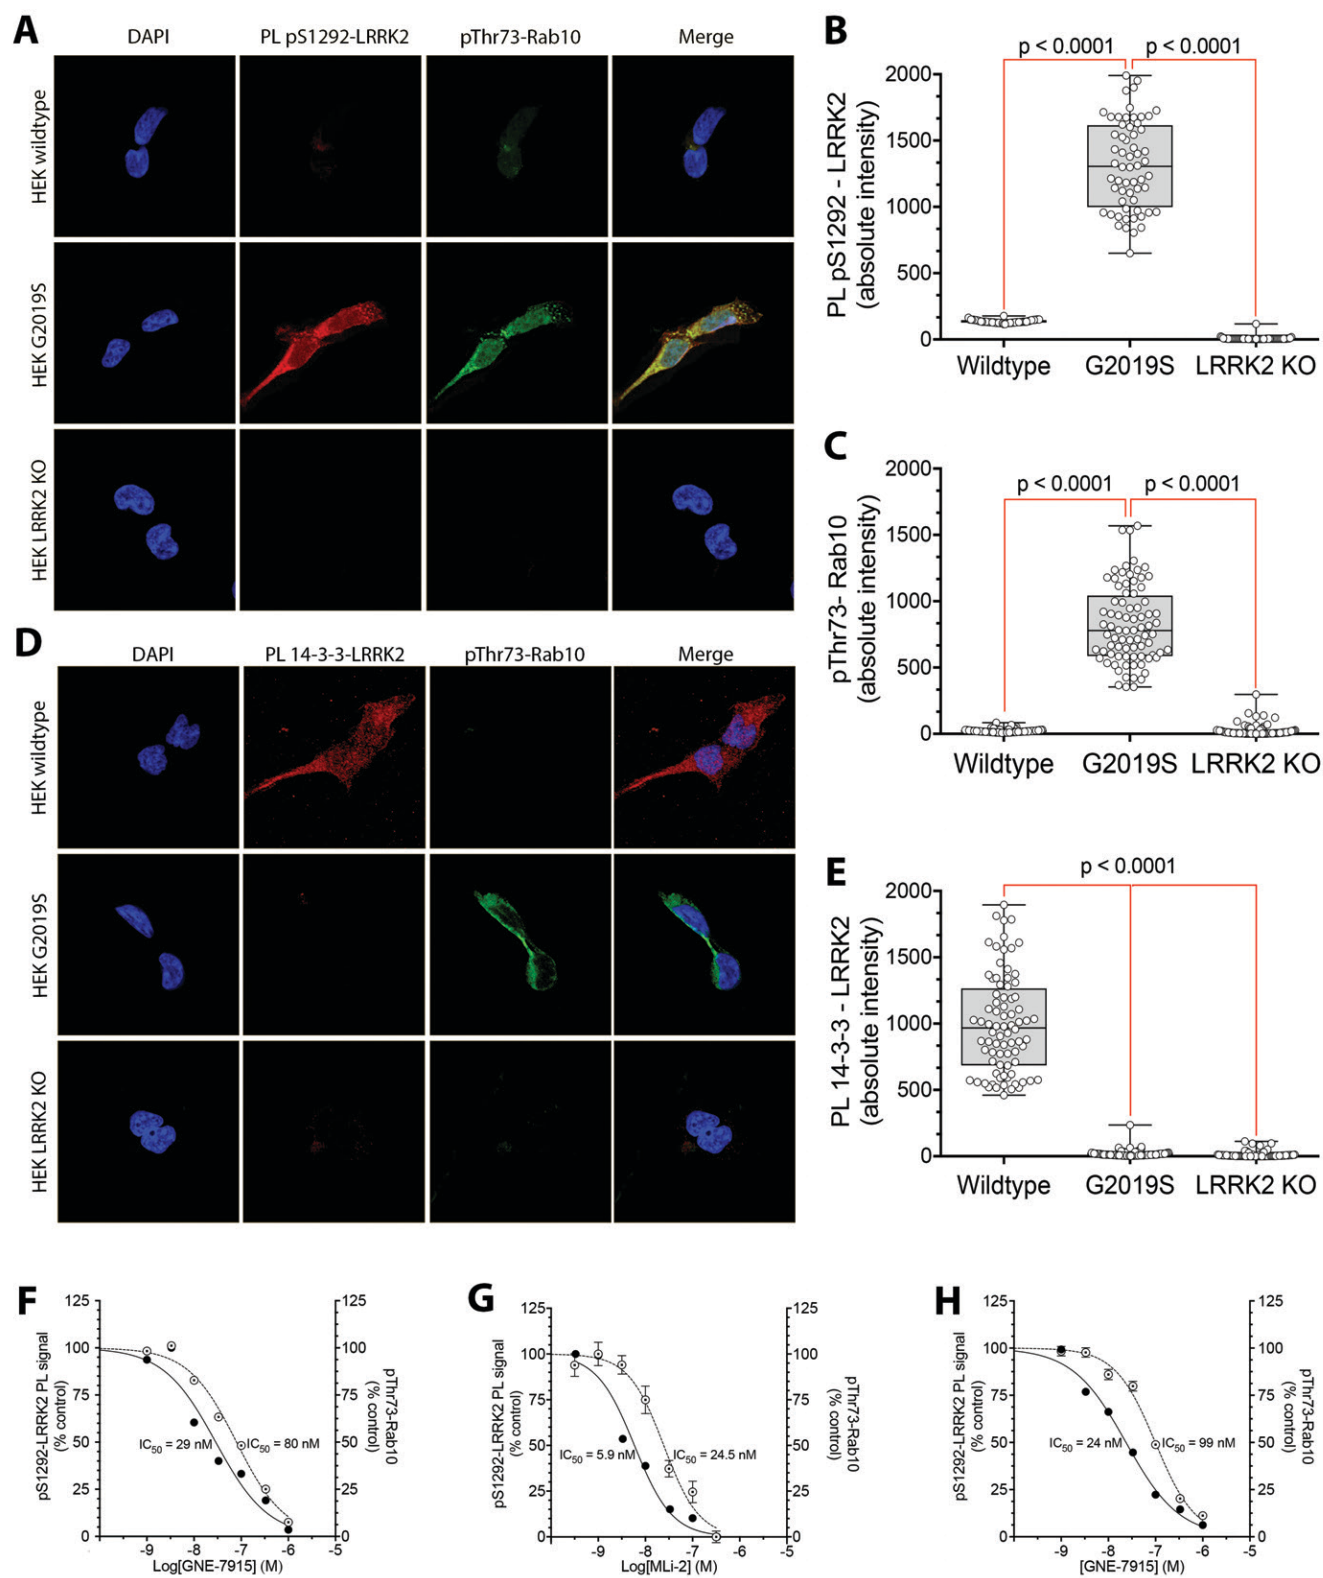 A
DAPI
PL pS1292-LRRK2
pThr73-Rab10
Merge
HEK wildtype
HEK G2019S
HEK LRRK2 KO
B
p < 0.0001
p < 0.0001
PL pS1292 - LRRK2
(absolute intensity)
2000
1500
1000
500
0
Wildtype
G2019S
LRRK2 KO
C
p < 0.0001
p < 0.0001
pThr73- Rab10
(absolute intensity)
2000
1500
1000
500
0
Wildtype
G2019S
LRRK2 KO
D
DAPI
PL 14-3-3-LRRK2
pThr73-Rab10
Merge
HEK wildtype
HEK G2019S
HEK LRRK2 KO
E
p < 0.0001
PL 14-3-3 - LRRK2
(absolute intensity)
2000
1500
1000
500
0
Wildtype
G2019S
LRRK2 KO
F
pS1292-LRRK2 PL signal
(% control)
125
100
75
50
25
0
IC50 = 29 nM
IC50 = 80 nM
125
100
75
50
25
0
pThr73-Rab10
(% control)
-9
-8
-7
-6
-5
Log[GNE-7915] (M)
G
pS1292-LRRK2 PL signal
(% control)
125
100
75
50
25
0
IC50 = 5.9 nM
IC50 = 24.5 nM
125
100
75
50
25
0
pThr73-Rab10
(% control)
-9
-8
-7
-6
-5
Log[MLi-2] (M)
H
pS1292-LRRK2 PL signal
(% control)
125
100
75
50
25
0
IC50 = 24 nM
IC50 = 99 nM
125
100
75
50
25
0
pThr73-Rab10
(% control)
-9
-8
-7
-6
-5
[GNE-7915] (M)